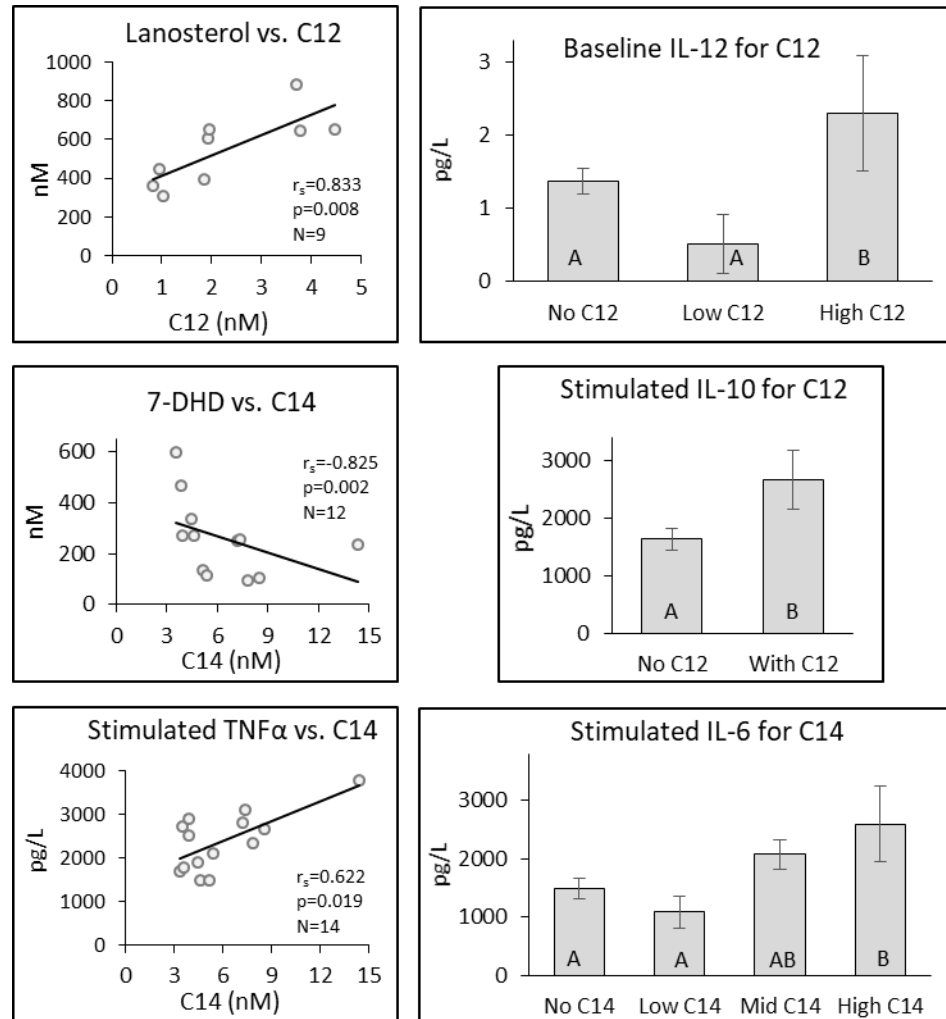 Lanosterol vs. C12
1000
800
600
400
200
0
nM
r_s=0.833
p=0.008
N=9
0 1 2 3 4 5
C12 (nM)
Baseline IL-12 for C12
3
2
1
0
pg/L
A A B
No C12 Low C12 High C12
7-DHD vs. C14
600
400
200
0
nM
r_s=-0.825
p=0.002
N=12
0 3 6 9 12 15
C14 (nM)
Stimulated IL-10 for C12
3000
2000
1000
0
pg/L
A B
No C12 With C12
Stimulated TNFα vs. C14
4000
3000
2000
1000
0
pg/L
r_s=0.622
p=0.019
N=14
0 3 6 9 12 15
C14 (nM)
Stimulated IL-6 for C14
3000
2000
1000
0
pg/L
A A AB B
No C14 Low C14 Mid C14 High C14